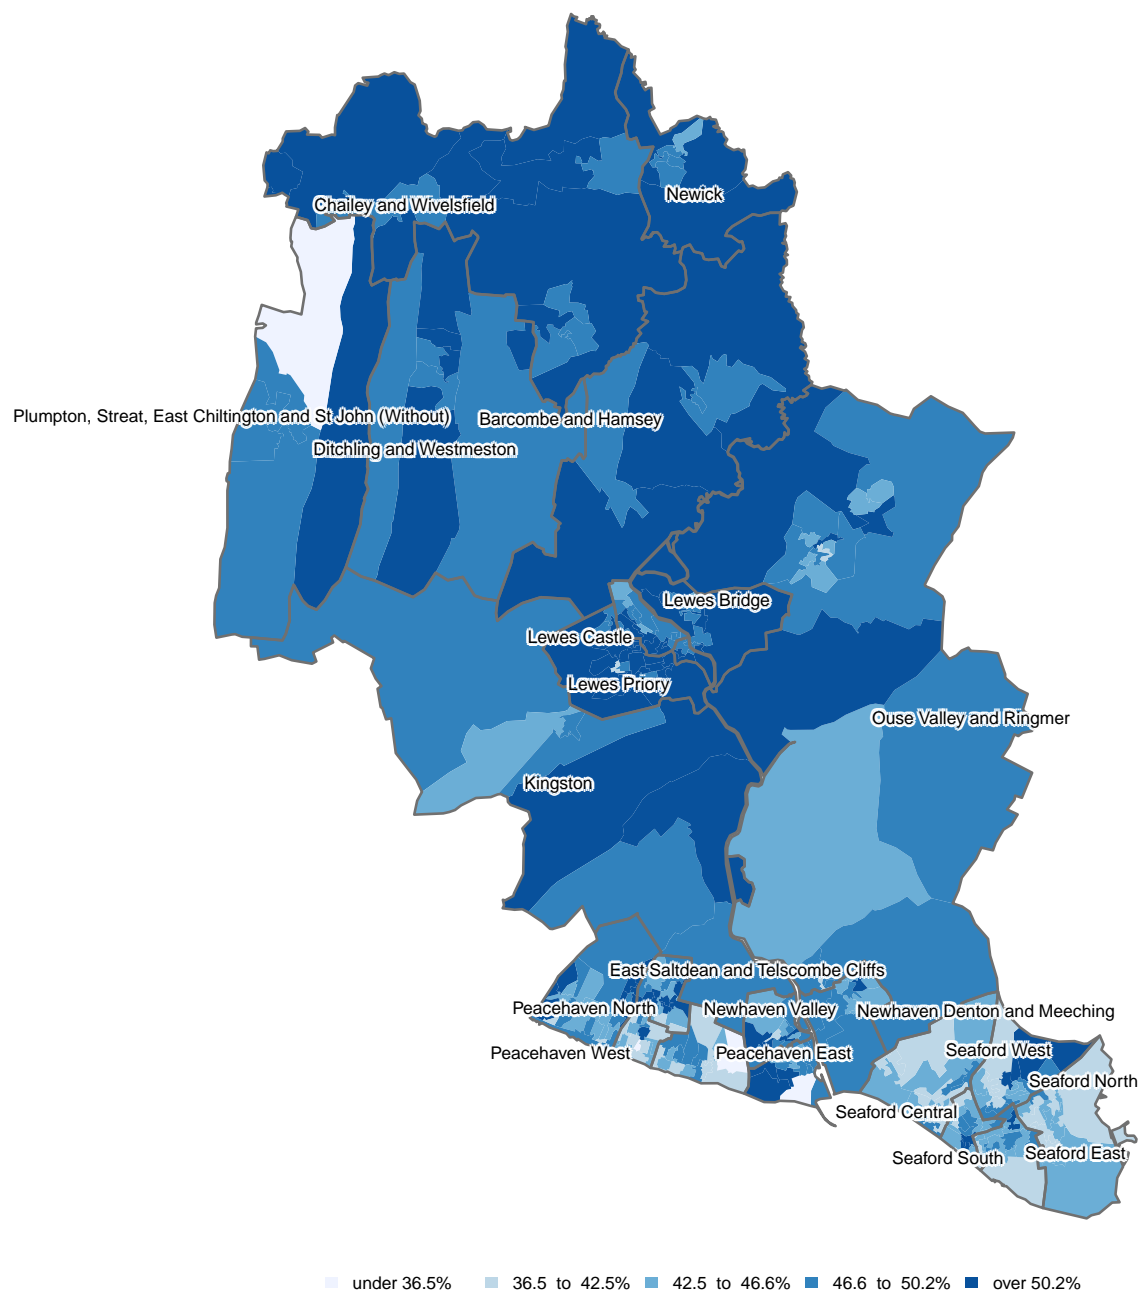 Newick
Chailey and Wivelsfield
Plumpton, Streat, East Chiltington and St John (Without)
Barcombe and Hamsey
Ditchling and Westmeston
Lewes Bridge
Lewes Castle
Lewes Priory
Ouse Valley and Ringmer
Kingston
East Saltdean and Telscombe Cliffs
Peacehaven North
Newhaven Valley
Newhaven Denton and Meeching
Peacehaven West
Peacehaven East
Seaford West
Seaford North
Seaford Central
Seaford South
Seaford East
under 36.5% 36.5 to 42.5% 42.5 to 46.6% 46.6 to 50.2% over 50.2%